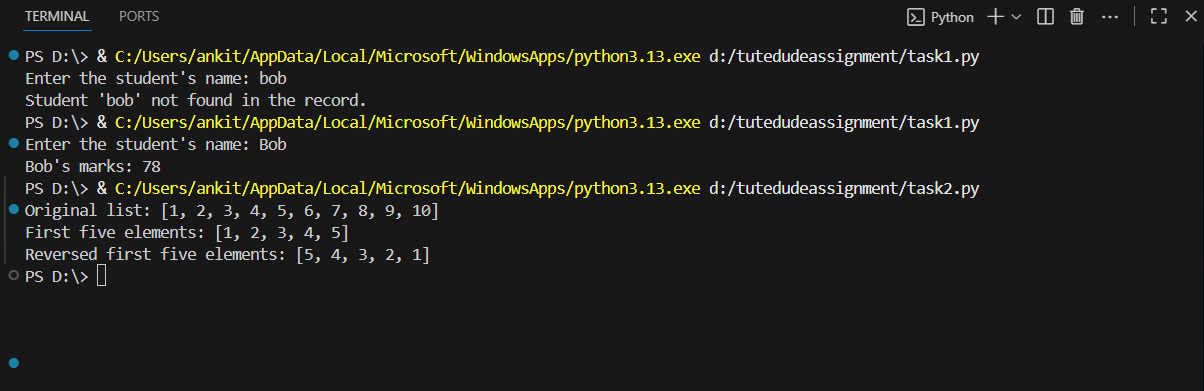 TERMINAL PORTS Python
PS D:\> & C:/Users/ankit/AppData/Local/Microsoft/WindowsApps/python3.13.exe d:/tutedudeassignment/task1.py
Enter the student's name: bob
Student 'bob' not found in the record.
PS D:\> & C:/Users/ankit/AppData/Local/Microsoft/WindowsApps/python3.13.exe d:/tutedudeassignment/task1.py
Enter the student's name: Bob
Bob's marks: 78
PS D:\> & C:/Users/ankit/AppData/Local/Microsoft/WindowsApps/python3.13.exe d:/tutedudeassignment/task2.py
Original list: [1, 2, 3, 4, 5, 6, 7, 8, 9, 10]
First five elements: [1, 2, 3, 4, 5]
Reversed first five elements: [5, 4, 3, 2, 1]
PS D:\>